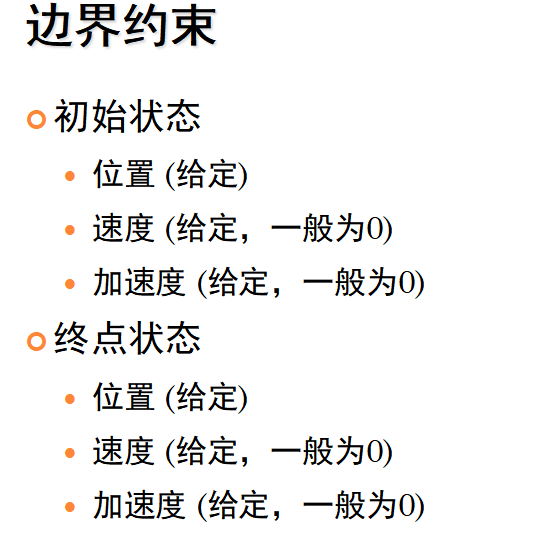 边界约束
初始状态
位置 (给定)
速度 (给定，一般为0)
加速度 (给定，一般为0)
终点状态
位置 (给定)
速度 (给定，一般为0)
加速度 (给定，一般为0)